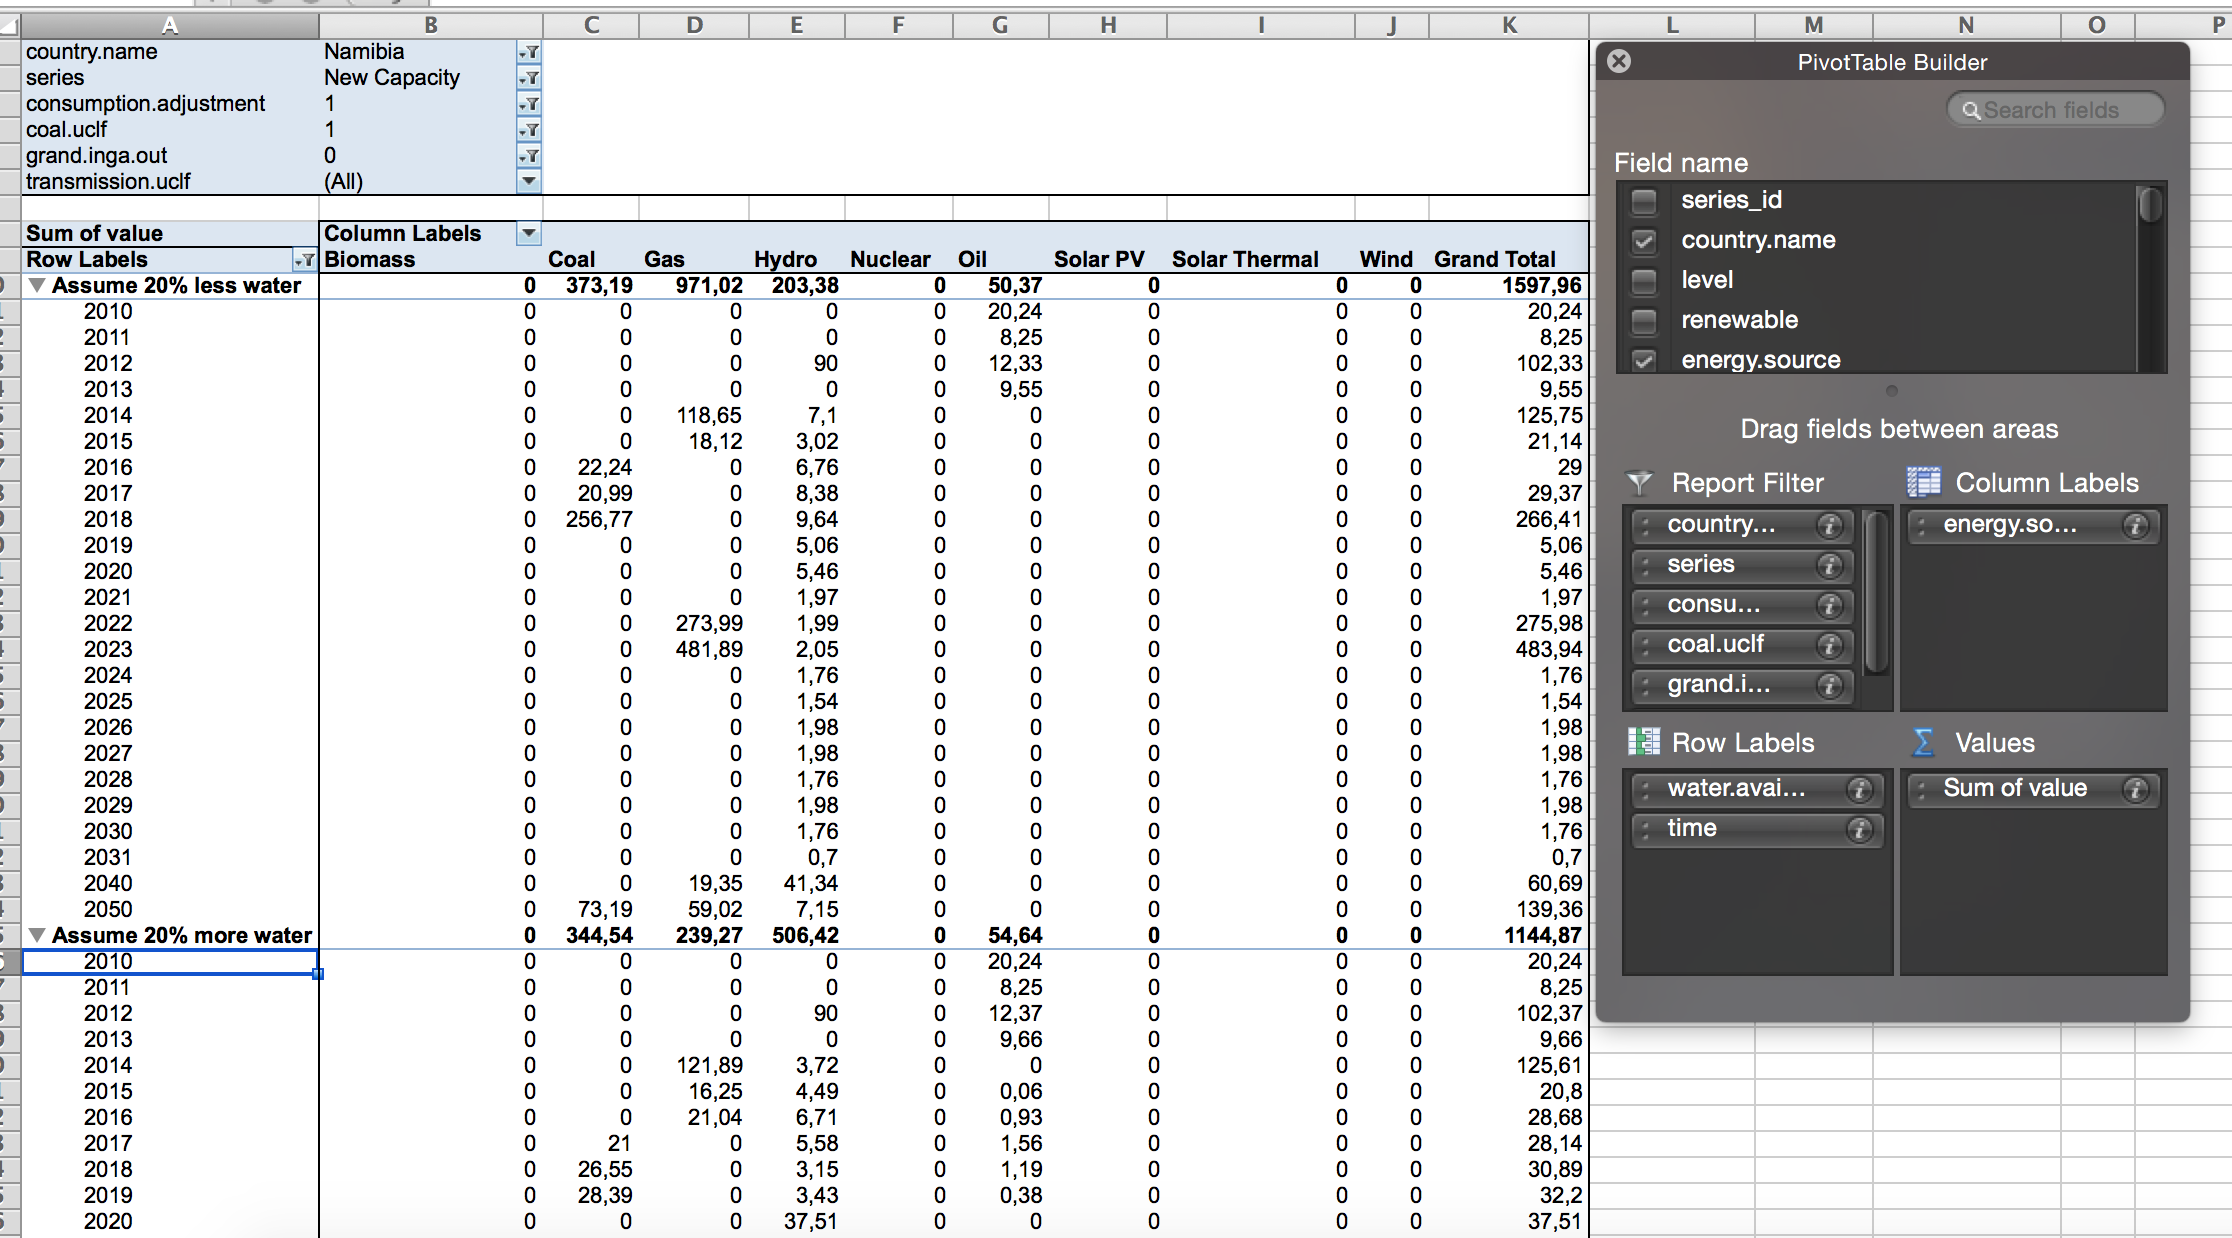 A B C D E F G H I J K L M N O P
country.name Namibia
series New Capacity
consumption.adjustment 1
coal.uclf 1
grand.inga.out 0
transmission.uclf (All)
Sum of value Column Labels
Row Labels Biomass Coal Gas Hydro Nuclear Oil Solar PV Solar Thermal Wind Grand Total
Assume 20% less water 0 373,19 971,02 203,38 0 50,37 0 0 0 1597,96
2010 0 0 0 0 0 20,24 0 0 0 20,24
2011 0 0 0 0 0 8,25 0 0 0 8,25
2012 0 0 0 90 0 12,33 0 0 0 102,33
2013 0 0 0 0 0 9,55 0 0 0 9,55
2014 0 0 118,65 7,1 0 0 0 0 0 125,75
2015 0 0 18,12 3,02 0 0 0 0 0 21,14
2016 0 22,24 0 6,76 0 0 0 0 0 29
2017 0 20,99 0 8,38 0 0 0 0 0 29,37
2018 0 256,77 0 9,64 0 0 0 0 0 266,41
2019 0 0 0 5,06 0 0 0 0 0 5,06
2020 0 0 0 5,46 0 0 0 0 0 5,46
2021 0 0 0 1,97 0 0 0 0 0 1,97
2022 0 0 273,99 1,99 0 0 0 0 0 275,98
2023 0 0 481,89 2,05 0 0 0 0 0 483,94
2024 0 0 0 1,76 0 0 0 0 0 1,76
2025 0 0 0 1,54 0 0 0 0 0 1,54
2026 0 0 0 1,98 0 0 0 0 0 1,98
2027 0 0 0 1,98 0 0 0 0 0 1,98
2028 0 0 0 1,76 0 0 0 0 0 1,76
2029 0 0 0 1,98 0 0 0 0 0 1,98
2030 0 0 0 1,76 0 0 0 0 0 1,76
2031 0 0 0 0,7 0 0 0 0 0 0,7
2040 0 0 19,35 41,34 0 0 0 0 0 60,69
2050 0 73,19 59,02 7,15 0 0 0 0 0 139,36
Assume 20% more water 0 344,54 239,27 506,42 0 54,64 0 0 0 1144,87
2010 0 0 0 0 0 20,24 0 0 0 20,24
2011 0 0 0 0 0 8,25 0 0 0 8,25
2012 0 0 0 90 0 12,37 0 0 0 102,37
2013 0 0 0 0 0 9,66 0 0 0 9,66
2014 0 0 121,89 3,72 0 0 0 0 0 125,61
2015 0 0 16,25 4,49 0 0,06 0 0 0 20,8
2016 0 0 21,04 6,71 0 0,93 0 0 0 28,68
2017 0 21 0 5,58 0 1,56 0 0 0 28,14
2018 0 26,55 0 3,15 0 1,19 0 0 0 30,89
2019 0 28,39 0 3,43 0 0,38 0 0 0 32,2
2020 0 0 0 37,51 0 0 0 0 0 37,51
PivotTable Builder
Search fields
Field name
series_id
country.name
level
renewable
energy.source
Drag fields between areas
Report Filter
country...
series
consu...
coal.uclf
grand.i...
Column Labels
energy.so...
Row Labels
water.avai...
time
Values
Sum of value